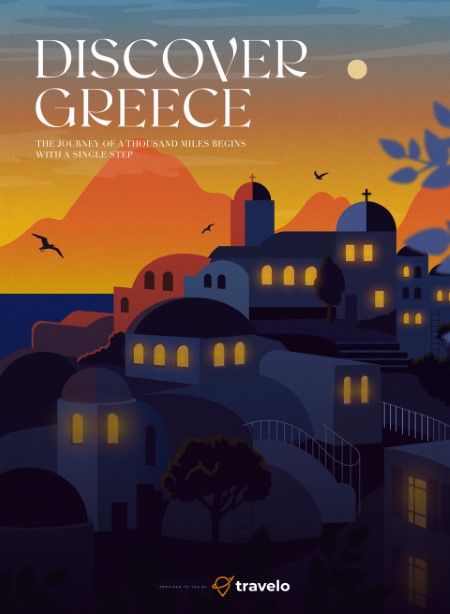 DISCOVER
GREECE
THE JOURNEY OF A THOUSAND MILES BEGINS
WITH A SINGLE STEP
travelo